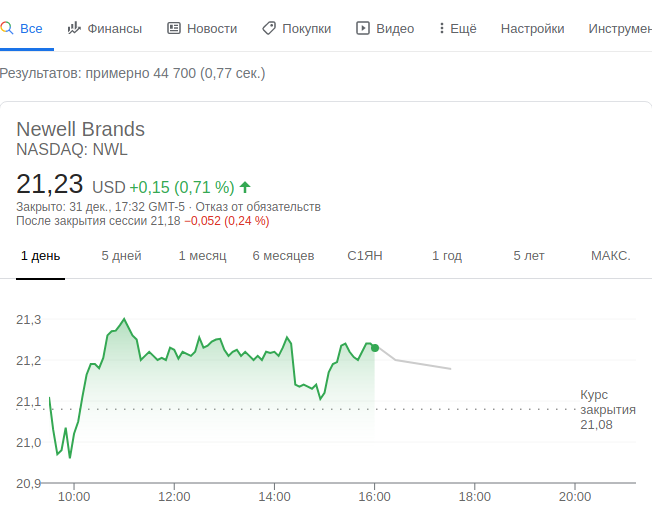 Все Финансы Новости Покупки Видео Ещё Настройки Инструмен
Результатов: примерно 44 700 (0,77 сек.)
Newell Brands
NASDAQ: NWL
21,23 USD +0,15 (0,71 %)
Закрыто: 31 дек., 17:32 GMT-5 · Отказ от обязательств
После закрытия сессии 21,18 −0,052 (0,24 %)
1 день 5 дней 1 месяц 6 месяцев С1ЯН 1 год 5 лет МАКС.
21,3
21,2
21,1
21,0
20,9
Курс
закрытия
21,08
10:00 12:00 14:00 16:00 18:00 20:00